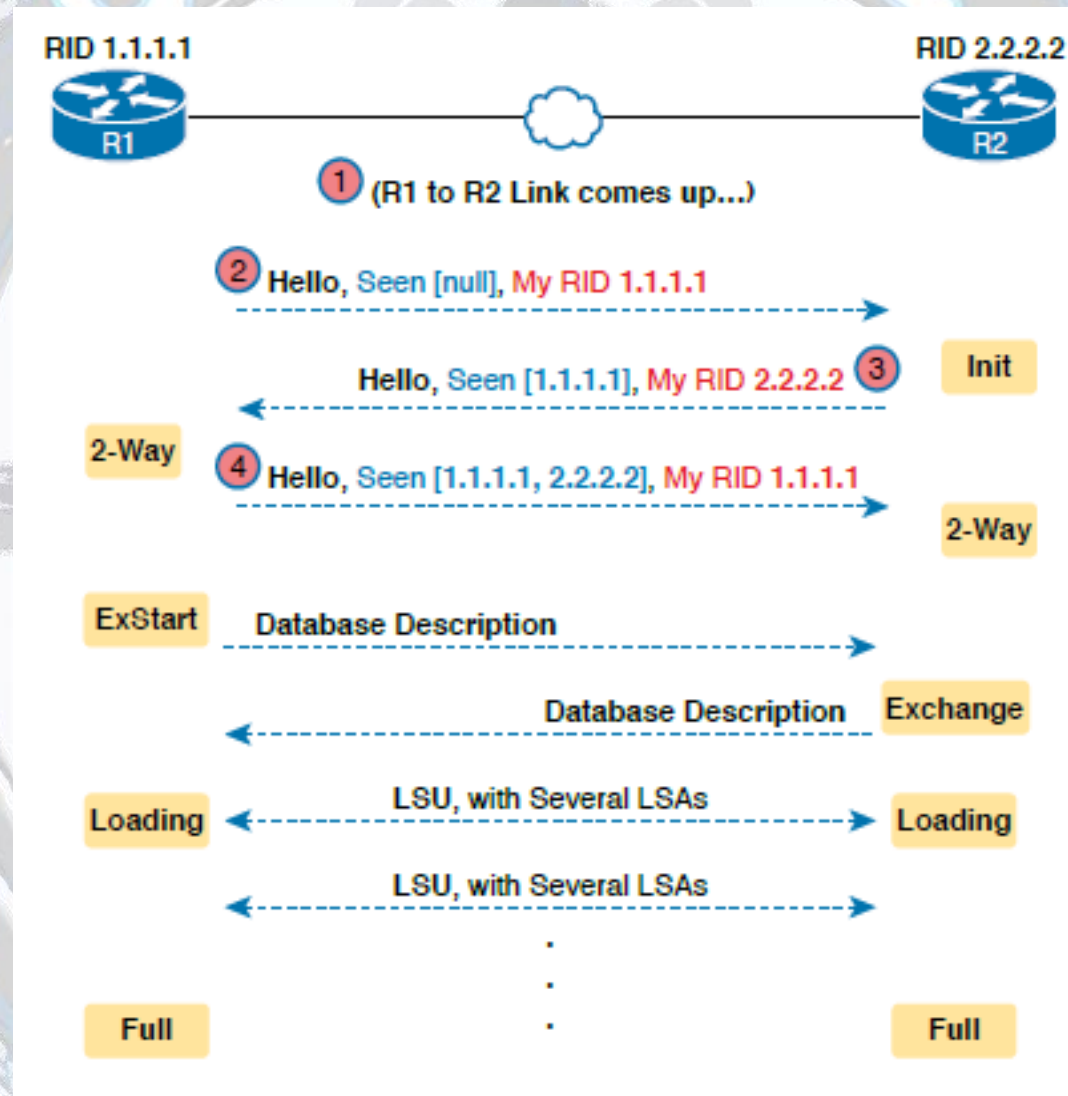 RID 1.1.1.1
RID 2.2.2.2
R1
R2
1 (R1 to R2 Link comes up...)
2 Hello, Seen [null], My RID 1.1.1.1
Init
Hello, Seen [1.1.1.1], My RID 2.2.2.2 3
2-Way
4 Hello, Seen [1.1.1.1, 2.2.2.2], My RID 1.1.1.1
2-Way
ExStart
Database Description
Database Description
Exchange
Loading
LSU, with Several LSAs
Loading
LSU, with Several LSAs
.
.
.
Full
Full